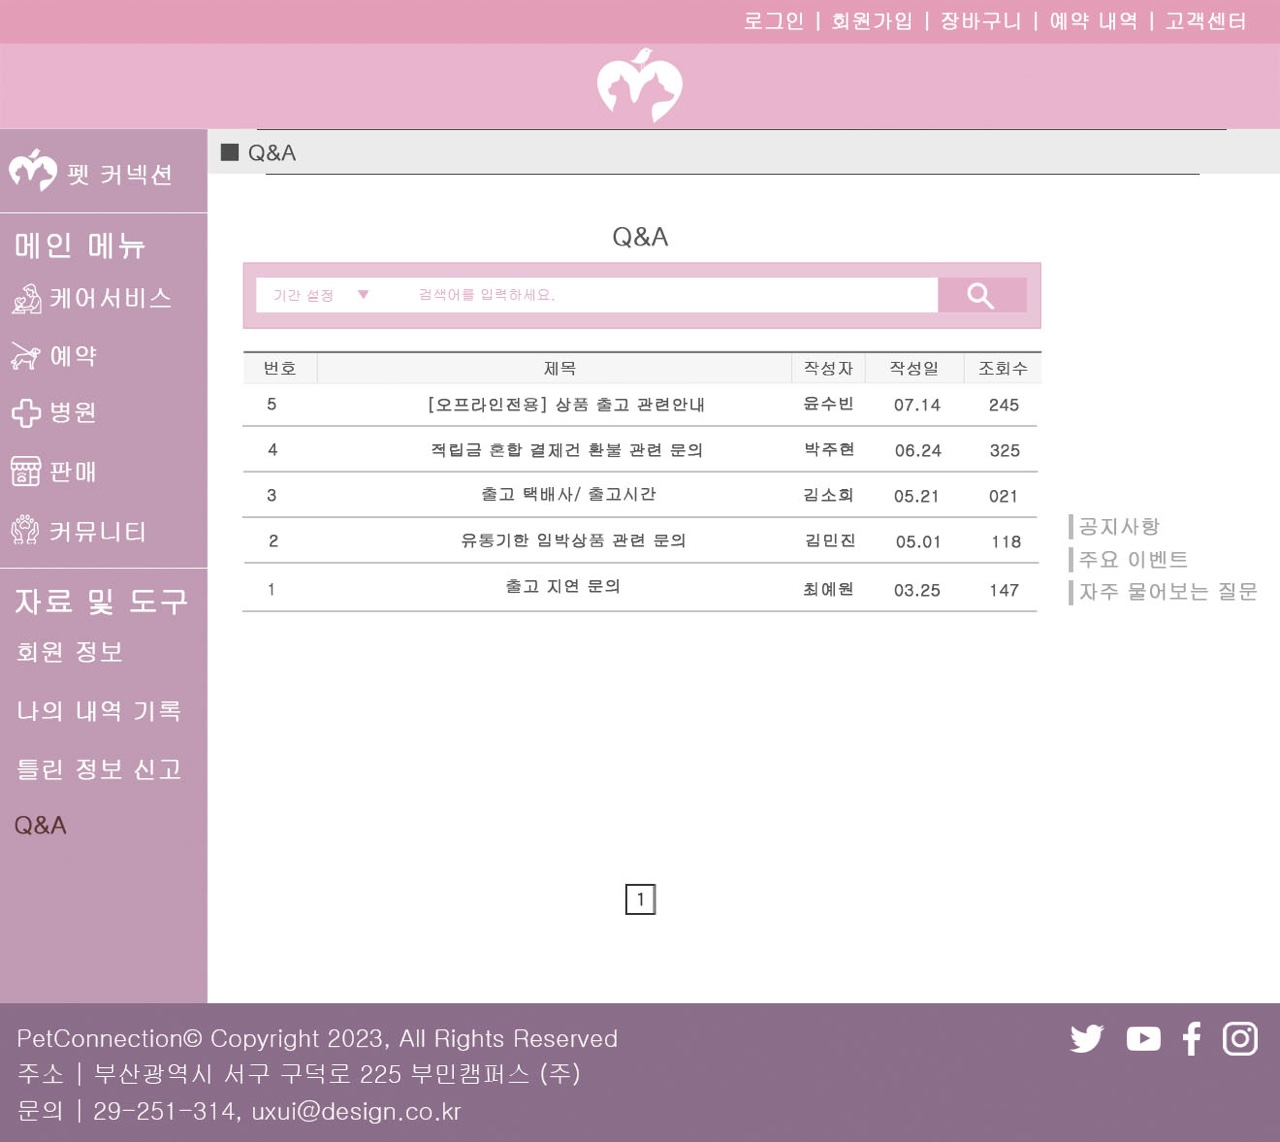 로그인 | 회원가입 | 장바구니 | 예약 내역 | 고객센터
펫 커넥션
메인 메뉴
케어서비스
예약
병원
판매
커뮤니티
자료 및 도구
회원 정보
나의 내역 기록
틀린 정보 신고
Q&A
■ Q&A
Q&A
기간 설정 ▼ 검색어를 입력하세요.
번호 제목 작성자 작성일 조회수
5 [오프라인전용] 상품 출고 관련안내 윤수빈 07.14 245
4 적립금 혼합 결제건 환불 관련 문의 박주현 06.24 325
3 출고 택배사/ 출고시간 김소희 05.21 021
2 유통기한 임박상품 관련 문의 김민진 05.01 118
1 출고 지연 문의 최예원 03.25 147
공지사항
주요 이벤트
자주 물어보는 질문
1
PetConnection© Copyright 2023, All Rights Reserved
주소 | 부산광역시 서구 구덕로 225 부민캠퍼스 (주)
문의 | 29-251-314, uxui@design.co.kr